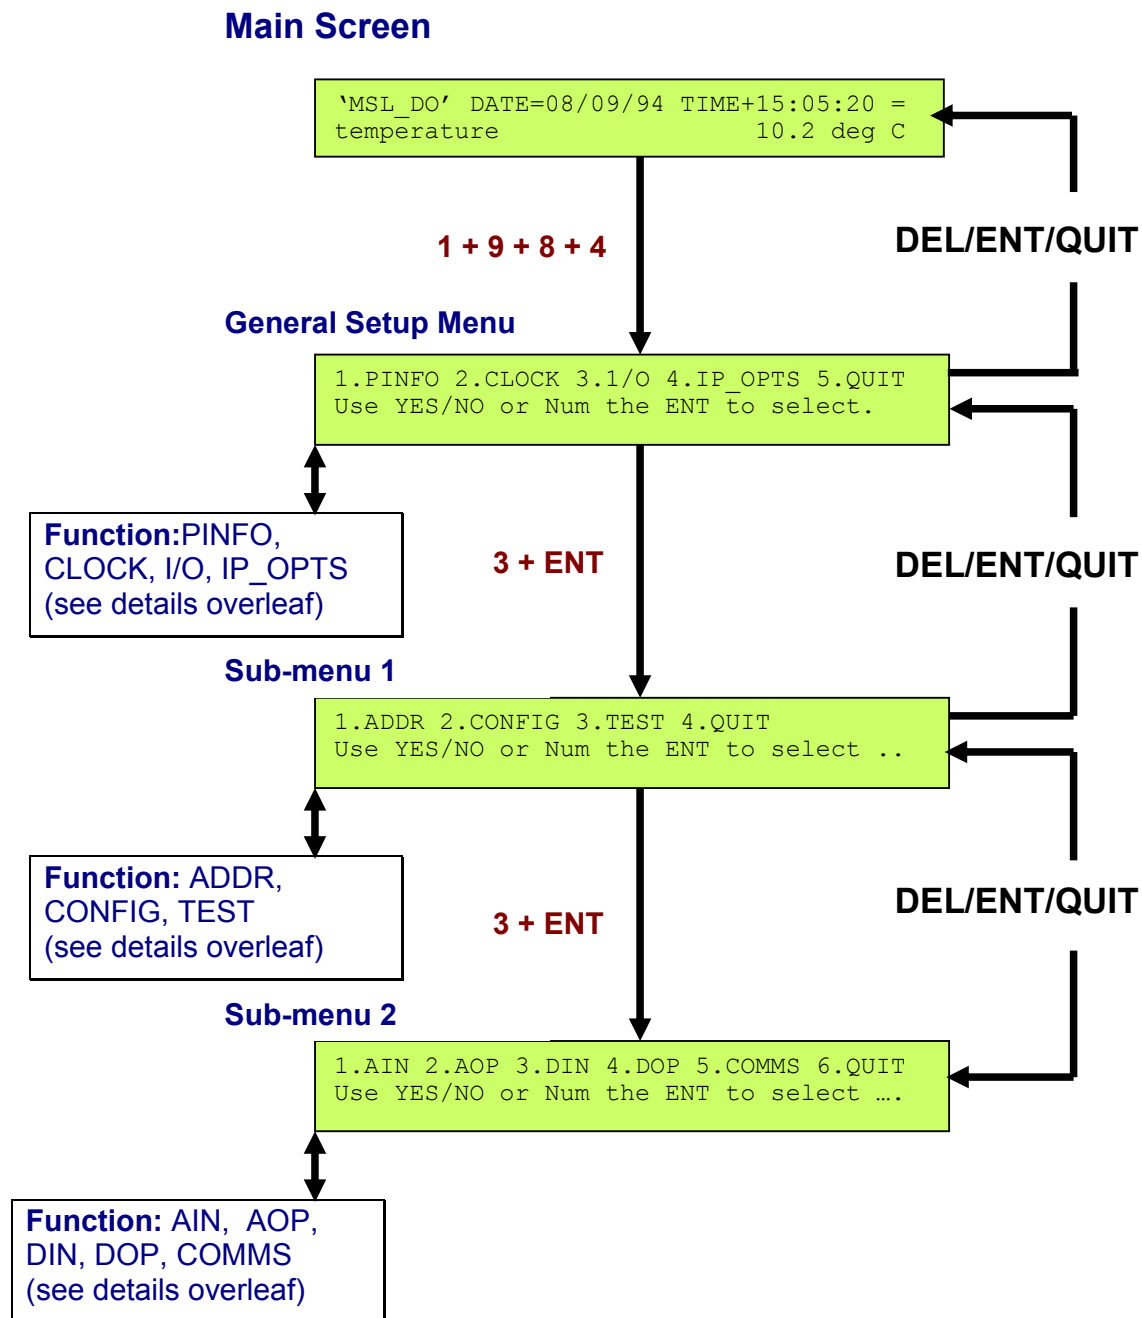 Main Screen
‘MSL_DO’ DATE=08/09/94 TIME+15:05:20 =
temperature 10.2 deg C
1 + 9 + 8 + 4
DEL/ENT/QUIT
General Setup Menu
1.PINFO 2.CLOCK 3.1/O 4.IP_OPTS 5.QUIT
Use YES/NO or Num the ENT to select.
Function:PINFO,
CLOCK, I/O, IP_OPTS
(see details overleaf)
3 + ENT
DEL/ENT/QUIT
Sub-menu 1
1.ADDR 2.CONFIG 3.TEST 4.QUIT
Use YES/NO or Num the ENT to select ..
Function: ADDR,
CONFIG, TEST
(see details overleaf)
3 + ENT
DEL/ENT/QUIT
Sub-menu 2
1.AIN 2.AOP 3.DIN 4.DOP 5.COMMS 6.QUIT
Use YES/NO or Num the ENT to select ….
Function: AIN, AOP,
DIN, DOP, COMMS
(see details overleaf)